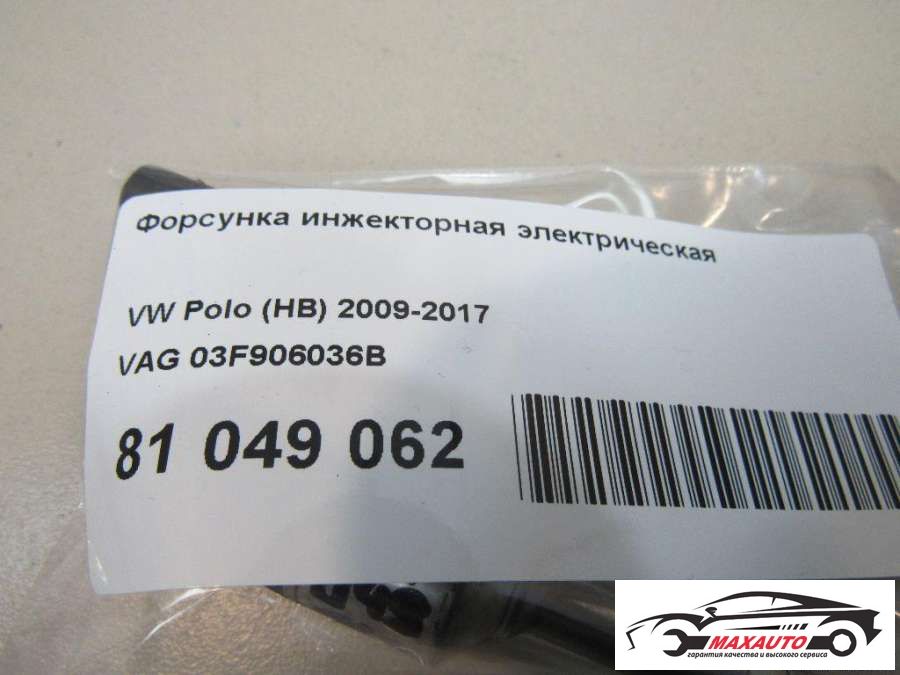 Форсунка инжекторная электрическая
VW Polo (HB) 2009-2017
VAG 03F906036B
81 049 062
MAXAUTO
гарантия качества и высокого сервиса